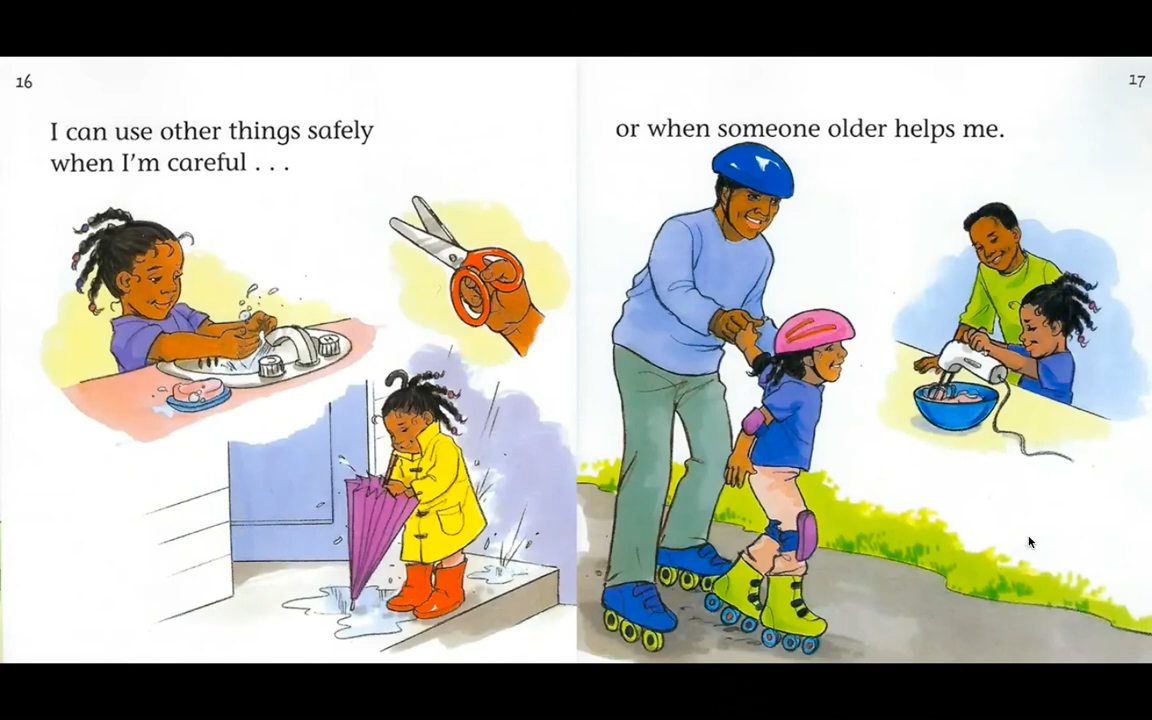 16
I can use other things safely
when I'm careful . . .
17
or when someone older helps me.